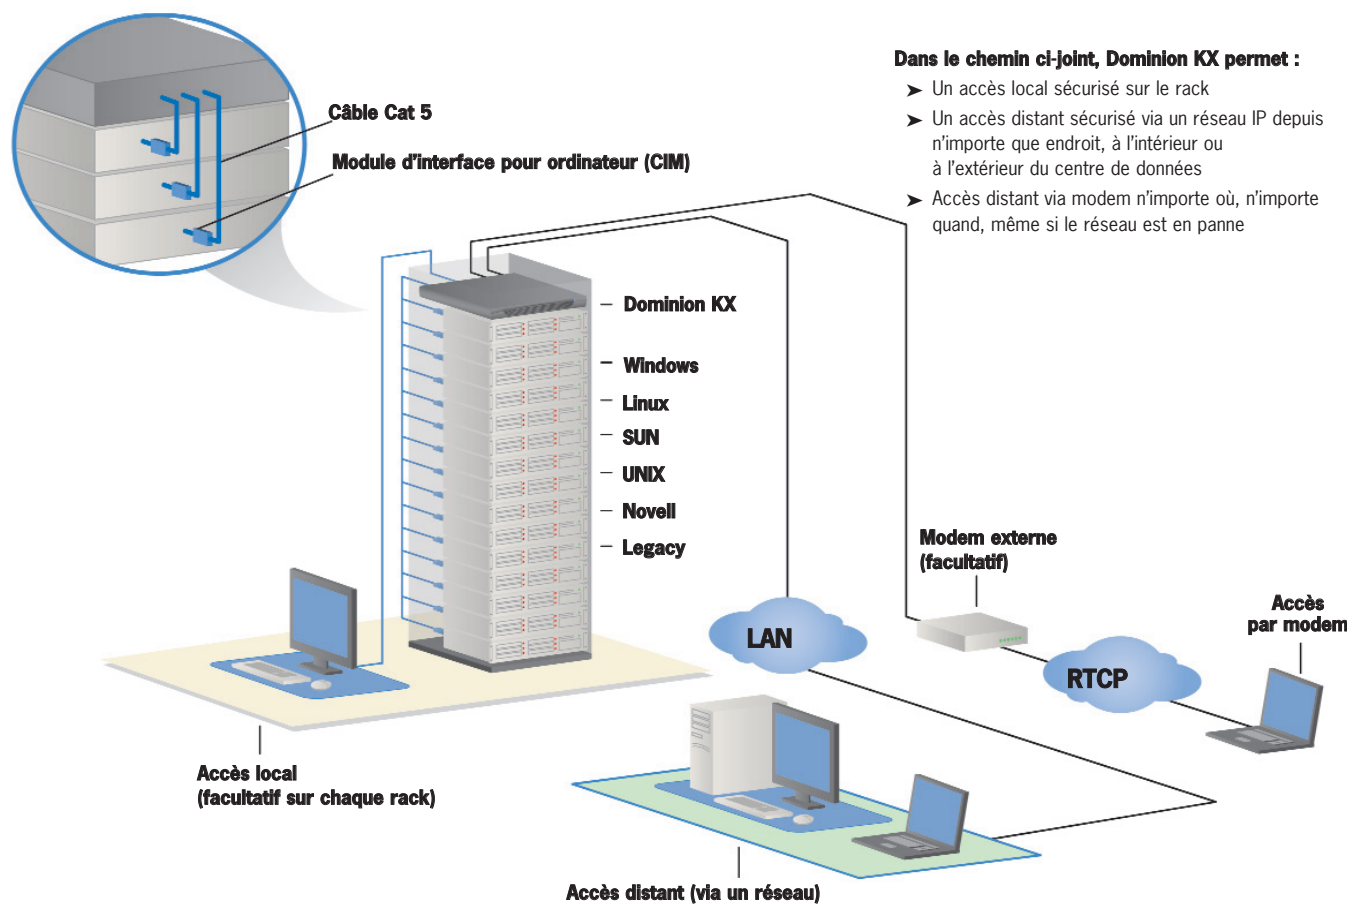 Dans le chemin ci-joint, Dominion KX permet :
➤ Un accès local sécurisé sur le rack
➤ Un accès distant sécurisé via un réseau IP depuis
n'importe que endroit, à l'intérieur ou
à l'extérieur du centre de données
➤ Accès distant via modem n'importe où, n'importe
quand, même si le réseau est en panne
Câble Cat 5
Module d'interface pour ordinateur (CIM)
Dominion KX
Windows
Linux
SUN
UNIX
Novell
Legacy
Modem externe
(facultatif)
Accès
par modem
LAN
RTCP
Accès local
(facultatif sur chaque rack)
Accès distant (via un réseau)